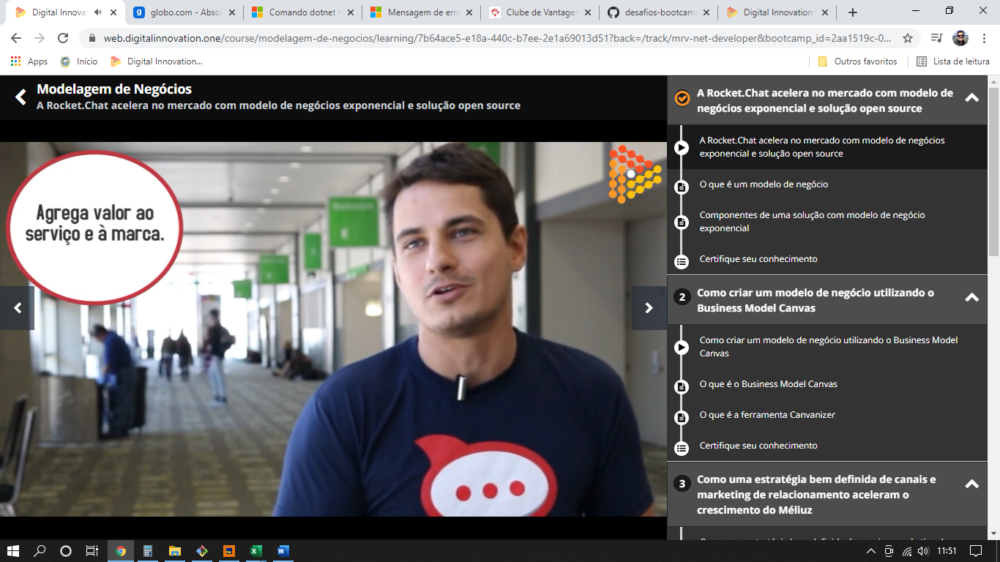 Digital Innovat
globo.com - Absol
Comando dotnet r
Mensagem de erro
Clube de Vantager
desafios-bootcamp
Digital Innovation
web.digitalinnovation.one/course/modelagem-de-negocios/learning/7b64ace5-e18a-440c-b7ee-2e1a69013d51?back=/track/mrv-net-developer&bootcamp_id=2aa1519c-0...
Apps
Início
Digital Innovation...
Outros favoritos
Lista de leitura
Modelagem de Negócios
A Rocket.Chat acelera no mercado com modelo de negócios exponencial e solução open source
Agrega valor ao
serviço e à marca.
A Rocket.Chat acelera no mercado com modelo de
negócios exponencial e solução open source
A Rocket.Chat acelera no mercado com modelo de negócios
exponencial e solução open source
O que é um modelo de negócio
Componentes de uma solução com modelo de negócio
exponencial
Certifique seu conhecimento
2
Como criar um modelo de negócio utilizando o
Business Model Canvas
Como criar um modelo de negócio utilizando o Business Model
Canvas
O que é o Business Model Canvas
O que é a ferramenta Canvanizer
Certifique seu conhecimento
3
Como uma estratégia bem definida de canais e
marketing de relacionamento aceleram o
crescimento do Méliuz
11:51